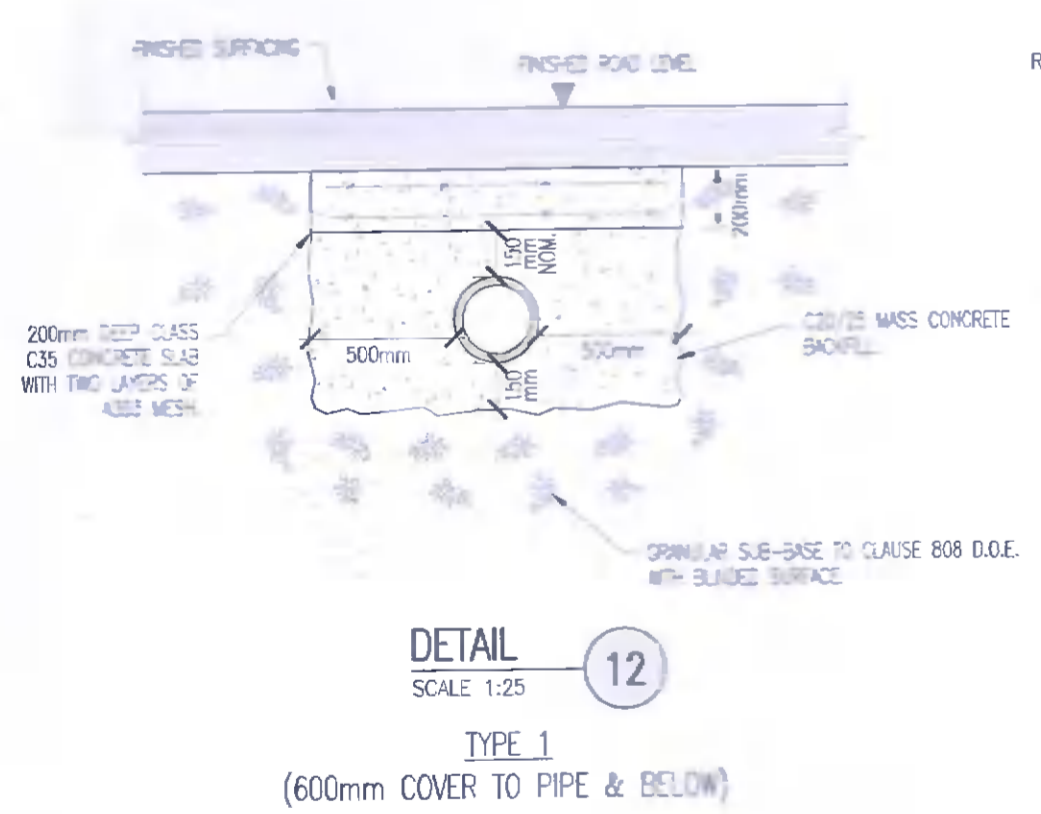 FINISHED SURFACING
FINISHED ROAD LEVEL
R
200mm
150
mm
NOM.
200mm DEEP CLASS
C35 CONCRETE SLAB
WITH TWO LAYERS OF
MESH.
500mm
500mm
C20/25 MASS CONCRETE
BACKFILL
150
mm
GRANULAR SUB-BASE TO CLAUSE 808 D.O.E.
WITH BLINDED SURFACE
DETAIL
12
SCALE 1:25
TYPE 1
(600mm COVER TO PIPE & BELOW)